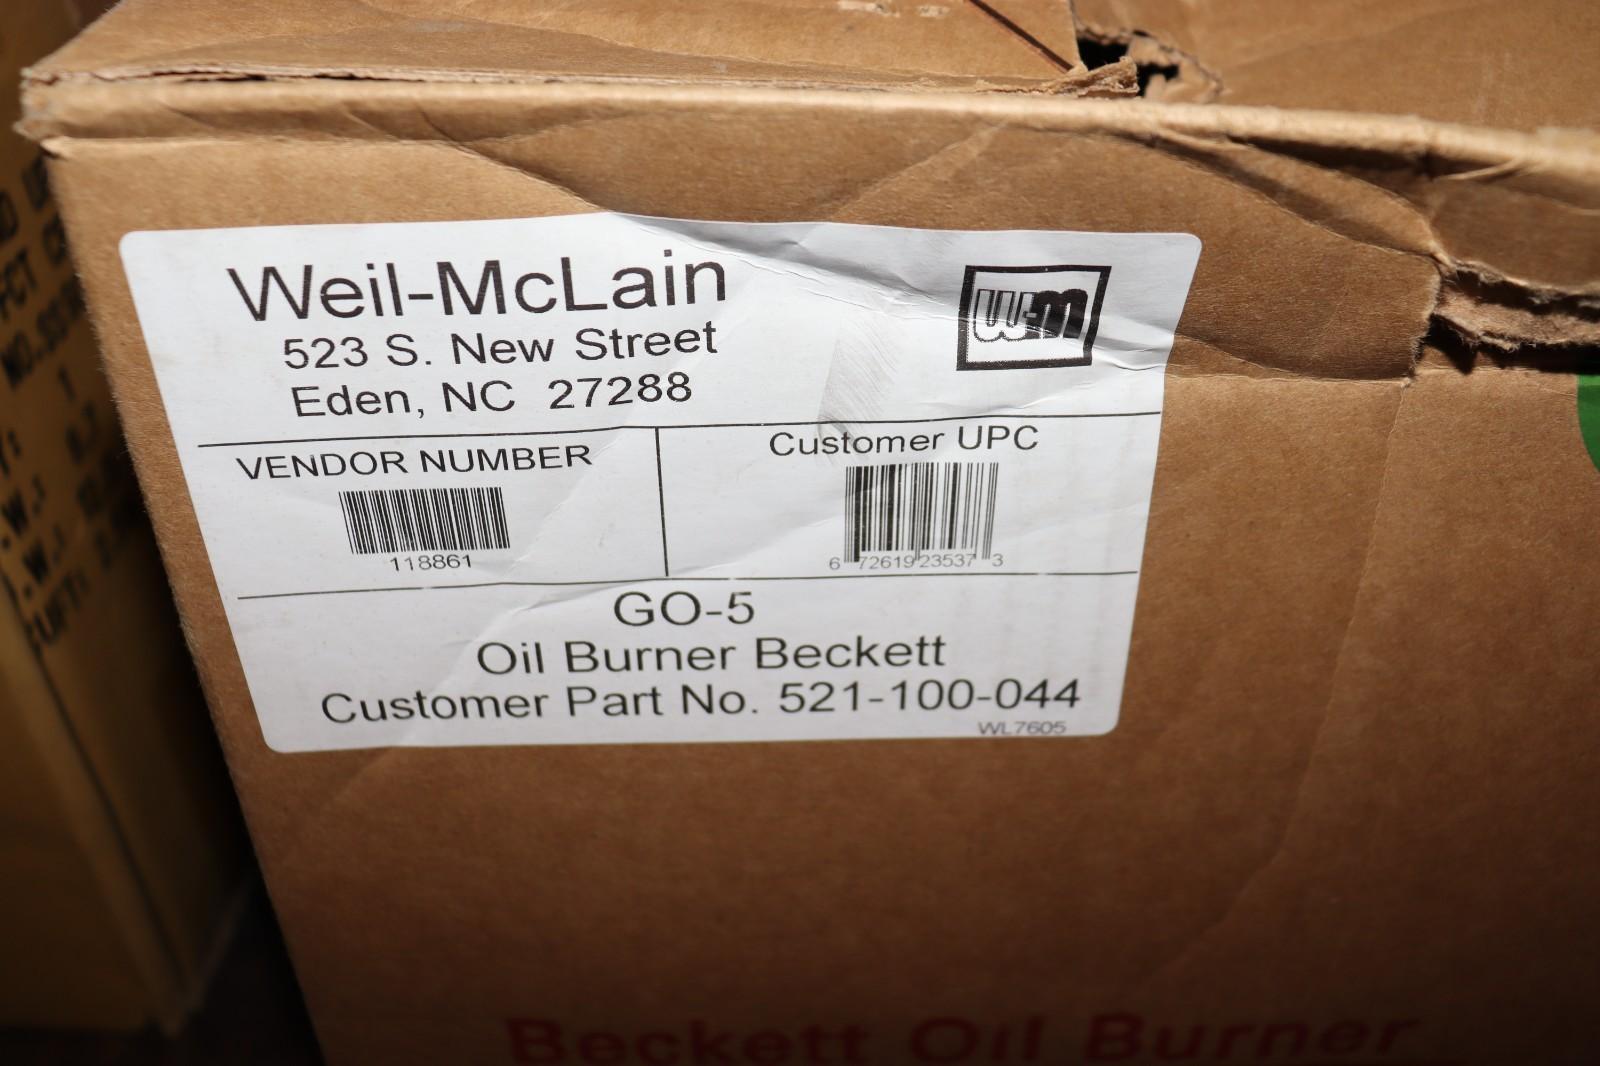 Weil-McLain
523 S. New Street
Eden, NC 27288
W-M
VENDOR NUMBER
118861
Customer UPC
6 72619 23537 3
GO-5
Oil Burner Beckett
Customer Part No. 521-100-044
WL7605
Beckett Oil Burner